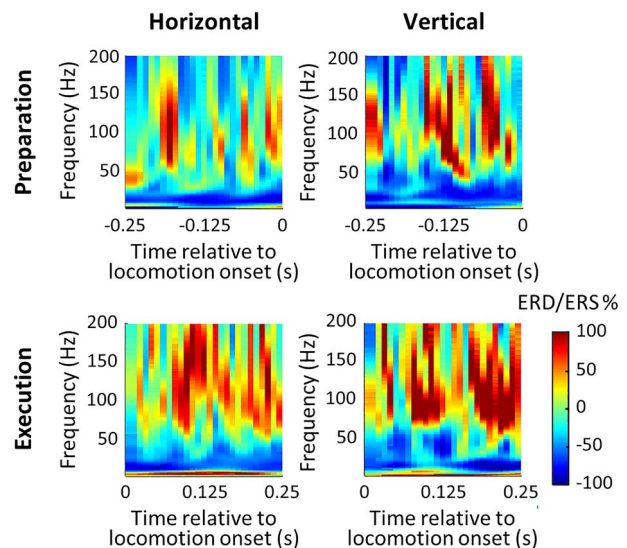 Horizontal
Vertical
Preparation
Frequency (Hz)
200
150
100
50
-0.25
-0.125
0
Time relative to
locomotion onset (s)
Frequency (Hz)
200
150
100
50
-0.25
-0.125
0
Time relative to
locomotion onset (s)
Execution
Frequency (Hz)
200
150
100
50
0
0.125
0.25
Time relative to
locomotion onset (s)
Frequency (Hz)
200
150
100
50
0
0.125
0.25
Time relative to
locomotion onset (s)
ERD/ERS %
100
50
0
-50
-100